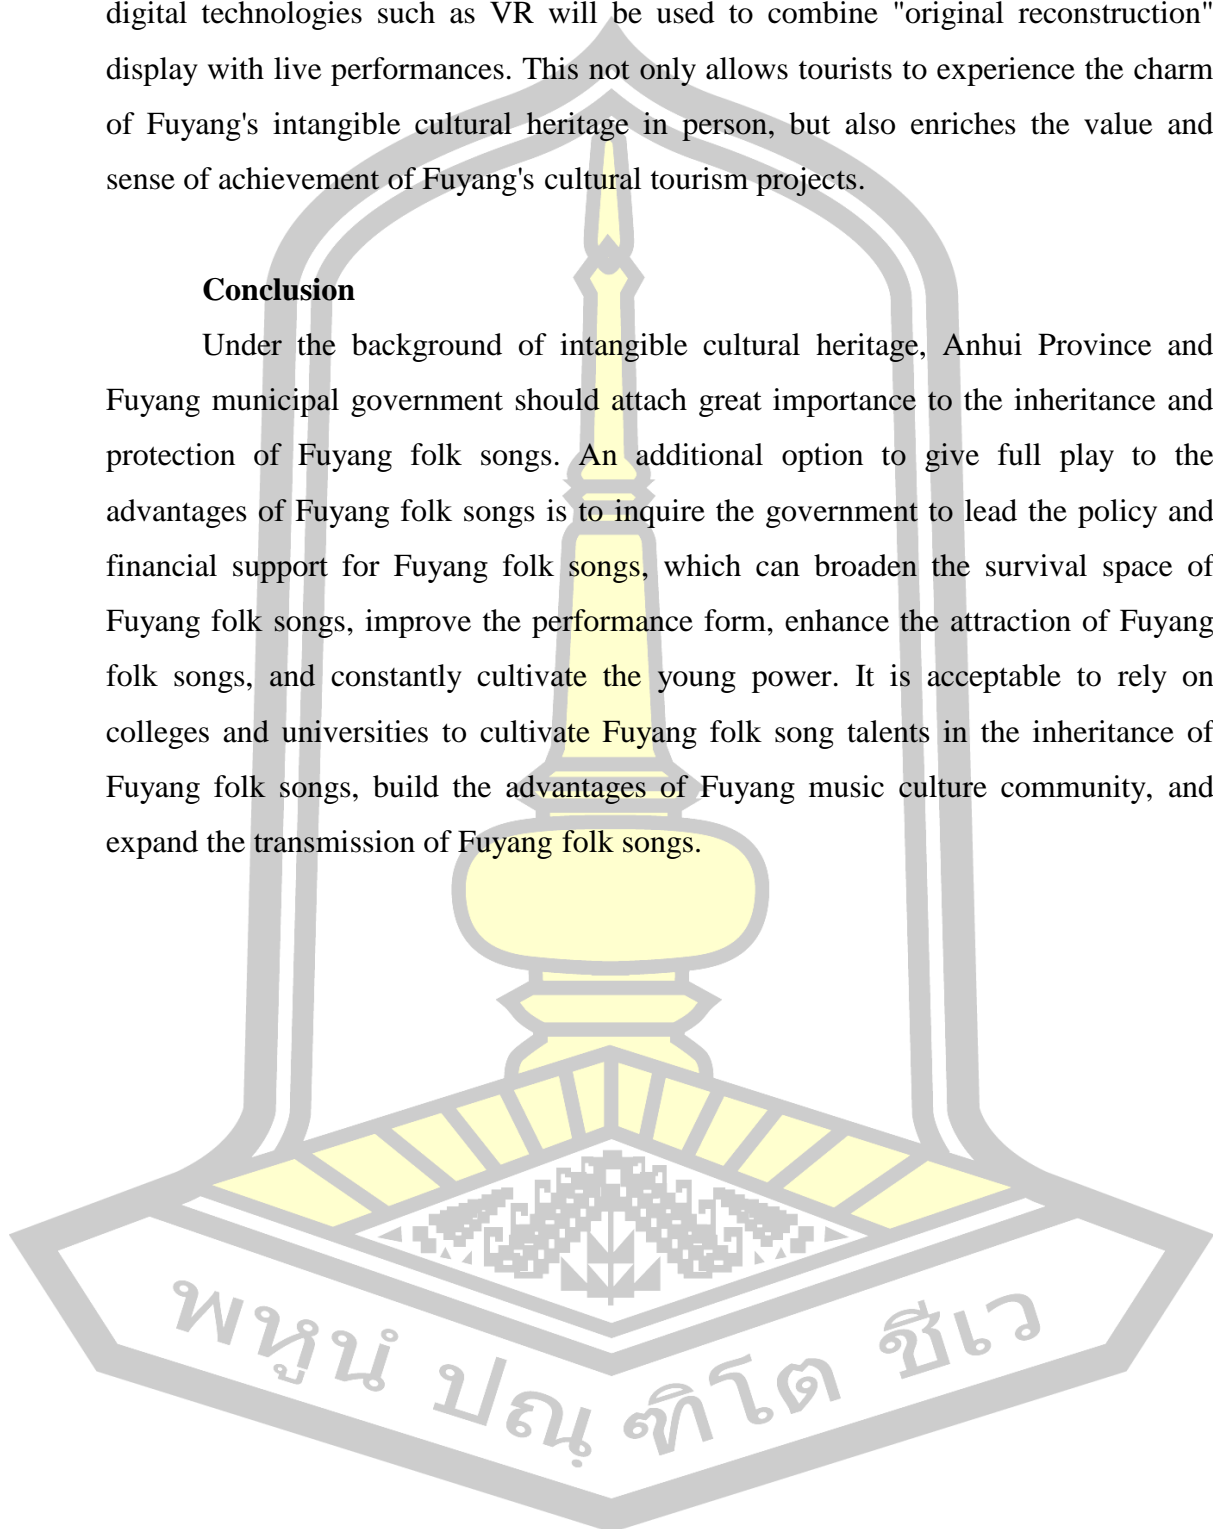 digital technologies such as VR will be used to combine "original reconstruction"
display with live performances. This not only allows tourists to experience the charm
of Fuyang's intangible cultural heritage in person, but also enriches the value and
sense of achievement of Fuyang's cultural tourism projects.
Conclusion
Under the background of intangible cultural heritage, Anhui Province and
Fuyang municipal government should attach great importance to the inheritance and
protection of Fuyang folk songs. An additional option to give full play to the
advantages of Fuyang folk songs is to inquire the government to lead the policy and
financial support for Fuyang folk songs, which can broaden the survival space of
Fuyang folk songs, improve the performance form, enhance the attraction of Fuyang
folk songs, and constantly cultivate the young power. It is acceptable to rely on
colleges and universities to cultivate Fuyang folk song talents in the inheritance of
Fuyang folk songs, build the advantages of Fuyang music culture community, and
expand the transmission of Fuyang folk songs.
พหูนํ ปณฺฑิโต ชีเว